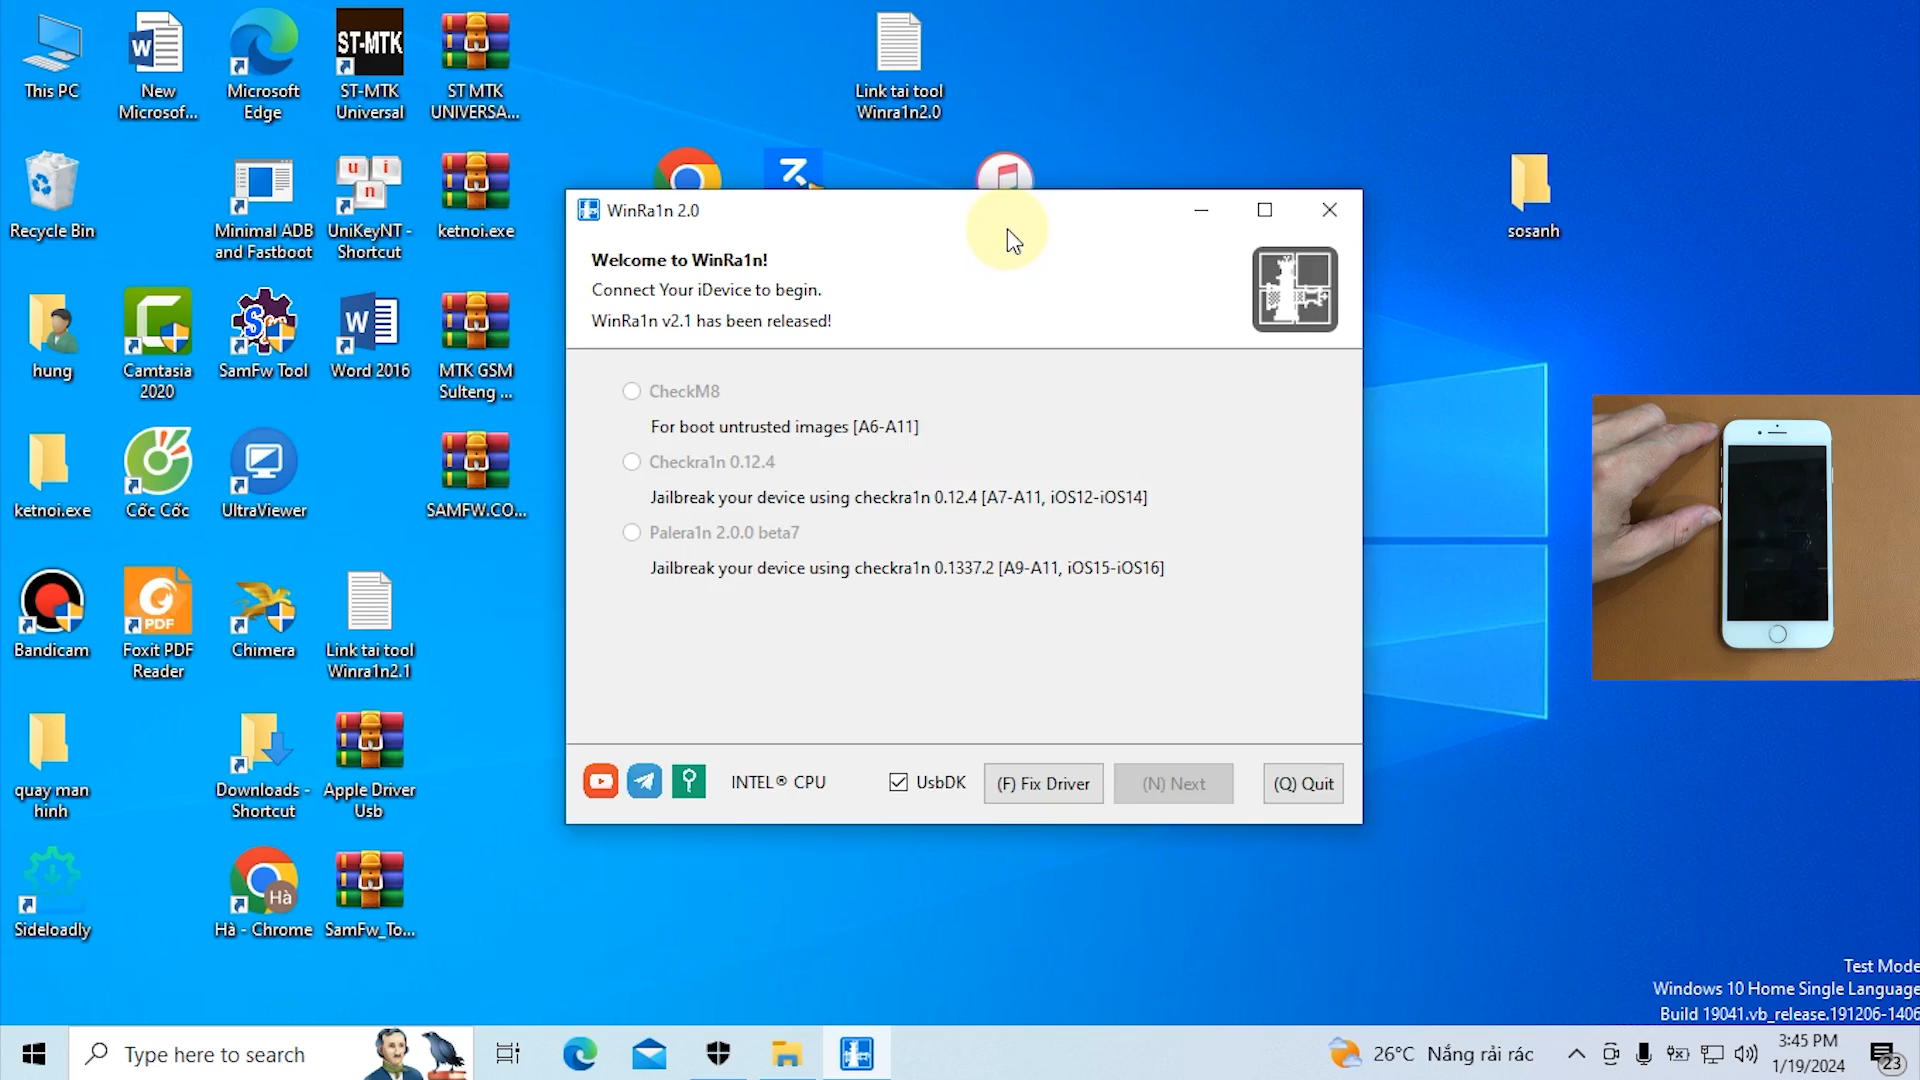 This PC
New
Microsof...
Microsoft
Edge
ST-MTK
ST-MTK
Universal
ST MTK
UNIVERSA...
Link tai tool
Winra1n2.0
Recycle Bin
Minimal ADB
and Fastboot
u i
n
UniKeyNT -
Shortcut
ketnoi.exe
sosanh
hung
Camtasia
2020
SamFw Tool
Word 2016
MTK GSM
Sulteng ...
ketnoi.exe
Cốc Cốc
UltraViewer
SAMFW.CO...
Bandicam
PDF
Foxit PDF
Reader
Chimera
Link tai tool
Winra1n2.1
quay man
hinh
Downloads -
Shortcut
Apple Driver
Usb
Sideloadly
Hà
Hà - Chrome
SamFw_To...
WinRa1n 2.0
Welcome to WinRa1n!
Connect Your iDevice to begin.
WinRa1n v2.1 has been released!
CheckM8
For boot untrusted images [A6-A11]
Checkra1n 0.12.4
Jailbreak your device using checkra1n 0.12.4 [A7-A11, iOS12-iOS14]
Palera1n 2.0.0 beta7
Jailbreak your device using checkra1n 0.1337.2 [A9-A11, iOS15-iOS16]
INTEL® CPU
UsbDK
(F) Fix Driver
(N) Next
(Q) Quit
Test Mode
Windows 10 Home Single Language
Build 19041.vb_release.191206-1406
Type here to search
26°C Nắng rải rác
3:45 PM
1/19/2024
23